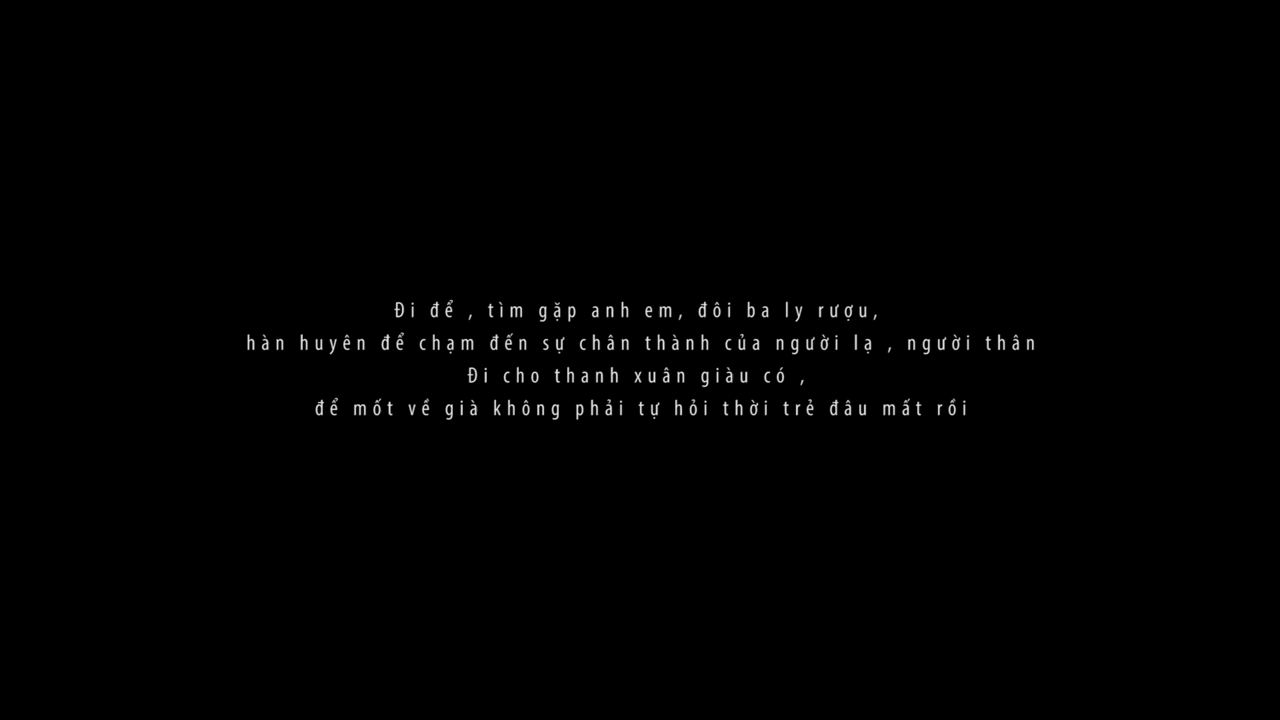 Đi để , tìm gặp anh em, đôi ba ly rượu,
hàn huyên để chạm đến sự chân thành của người lạ , người thân
Đi cho thanh xuân giàu có ,
để mốt về già không phải tự hỏi thời trẻ đâu mất rồi